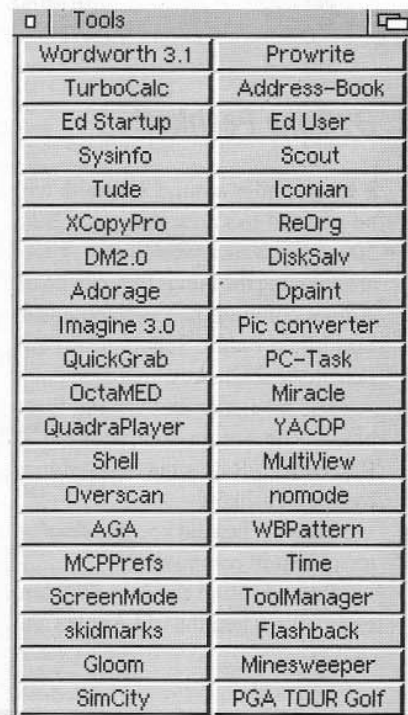 Tools
Wordworth 3.1 Prowrite
TurboCalc Address-Book
Ed Startup Ed User
Sysinfo Scout
Tude Iconian
XCopyPro ReOrg
DM2.0 DiskSalv
Adorage Dpaint
Imagine 3.0 Pic converter
QuickGrab PC-Task
OctaMED Miracle
QuadraPlayer YACDP
Shell MultiView
Overscan nomode
AGA WBPattern
MCPPrefs Time
ScreenMode ToolManager
skidmarks Flashback
Gloom Minesweeper
SimCity PGA TOUR Golf